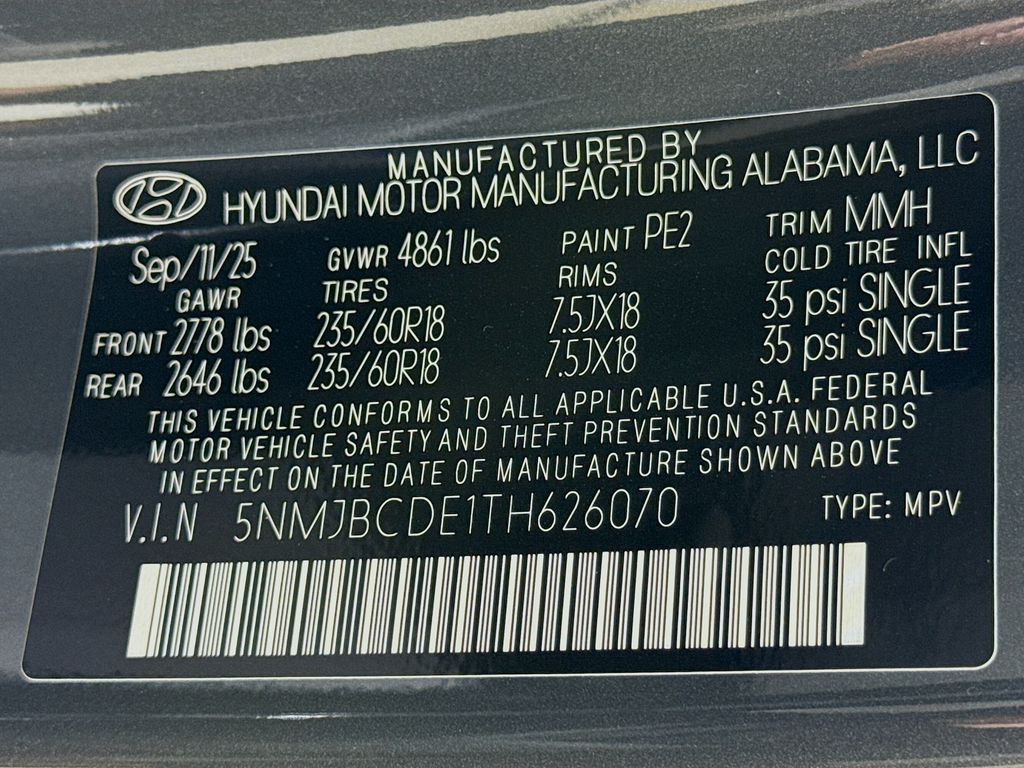 MANUFACTURED BY
HYUNDAI MOTOR MANUFACTURING ALABAMA, LLC
Sep/11/25 GVWR 4861 lbs PAINT PE2 TRIM MMH
GAWR TIRES RIMS COLD TIRE INFL
FRONT 2778 lbs 235/60R18 7.5JX18 35 psi SINGLE
REAR 2646 lbs 235/60R18 7.5JX18 35 psi SINGLE
THIS VEHICLE CONFORMS TO ALL APPLICABLE U.S.A. FEDERAL
MOTOR VEHICLE SAFETY AND THEFT PREVENTION STANDARDS
IN EFFECT ON THE DATE OF MANUFACTURE SHOWN ABOVE
V.I.N 5NMJBCDE1TH626070 TYPE: MPV